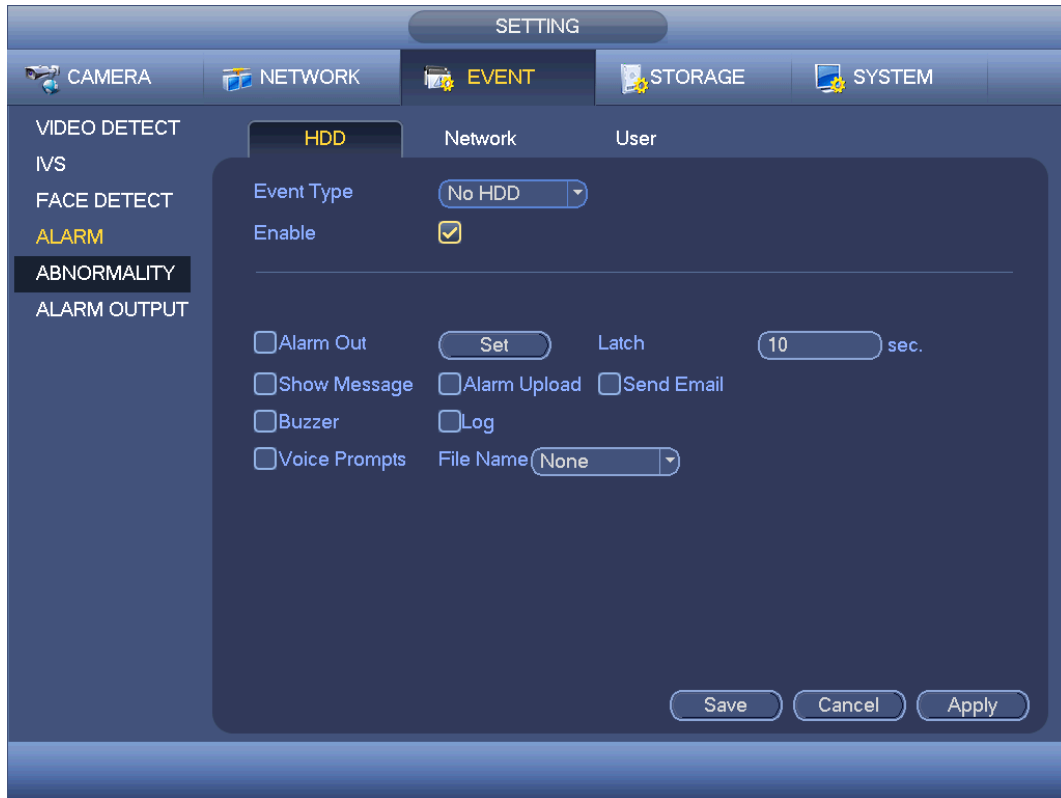 SETTING
CAMERA NETWORK EVENT STORAGE SYSTEM
VIDEO DETECT
IVS
FACE DETECT
ALARM
ABNORMALITY
ALARM OUTPUT
HDD Network User
Event Type No HDD
Enable
Alarm Out Set Latch 10 sec.
Show Message Alarm Upload Send Email
Buzzer Log
Voice Prompts File Name None
Save Cancel Apply